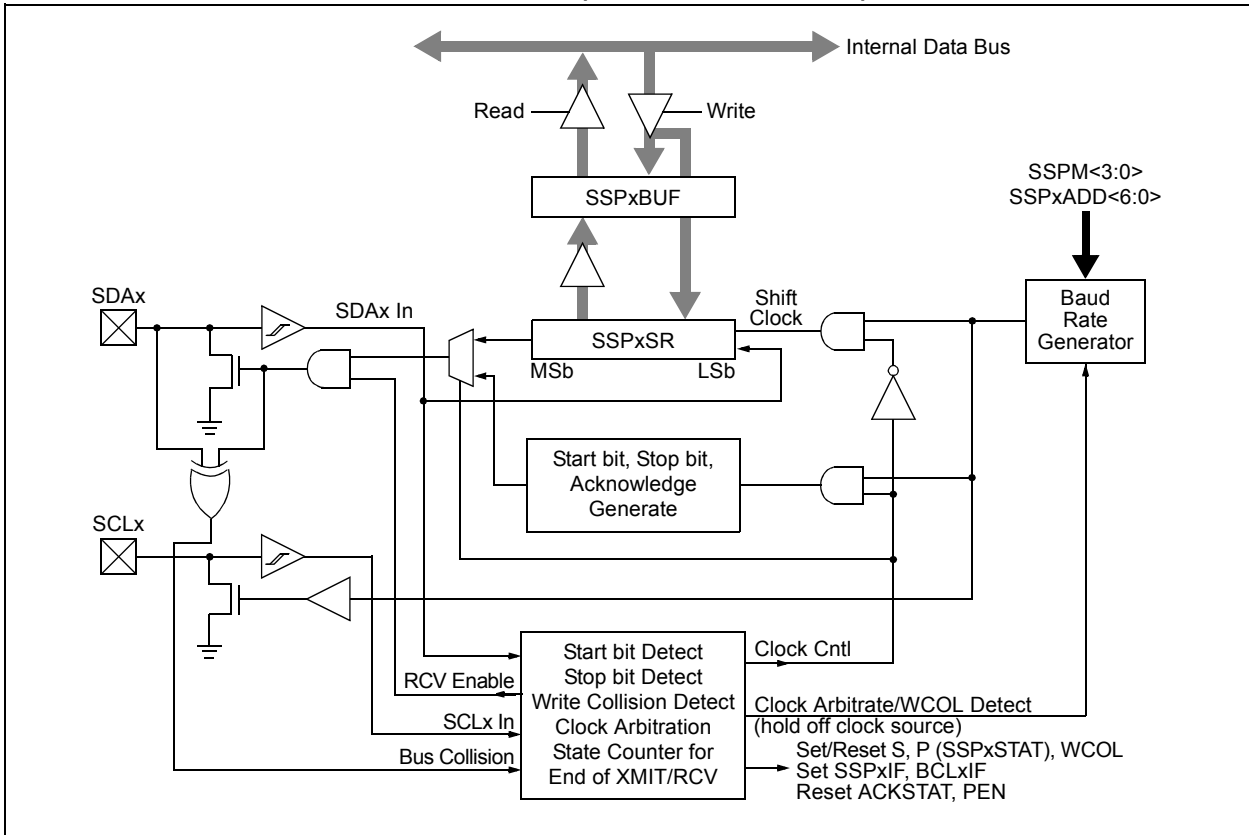 Internal Data Bus
Read
Write
SSPxBUF
SSPM<3:0>
SSPxADD<6:0>
Baud
Rate
Generator
SDAx
SDAx In
Shift
Clock
SSPxSR
MSb
LSb
Start bit, Stop bit,
Acknowledge
Generate
SCLx
Start bit Detect
Stop bit Detect
Write Collision Detect
Clock Arbitration
State Counter for
End of XMIT/RCV
RCV Enable
SCLx In
Bus Collision
Clock Cntl
Clock Arbitrate/WCOL Detect
(hold off clock source)
Set/Reset S, P (SSPxSTAT), WCOL
Set SSPxIF, BCLxIF
Reset ACKSTAT, PEN